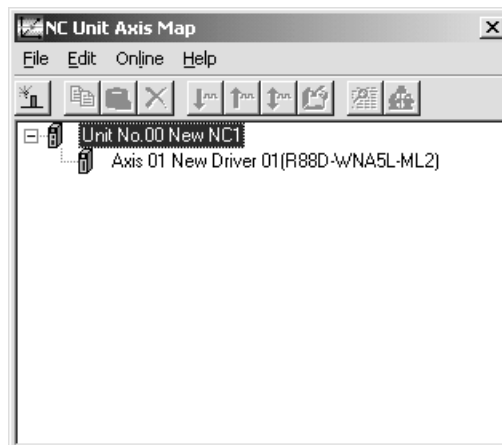 NC Unit Axis Map
File Edit Online Help
Unit No.00 New NC1
Axis 01 New Driver 01(R88D-WNA5L-ML2)